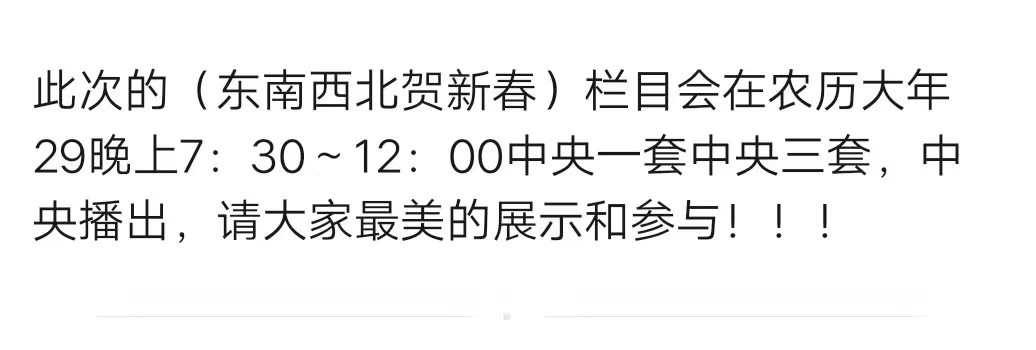 此次的（东南西北贺新春）栏目会在农历大年
29晚上7：30～12：00中央一套中央三套，中
央播出，请大家最美的展示和参与！！！